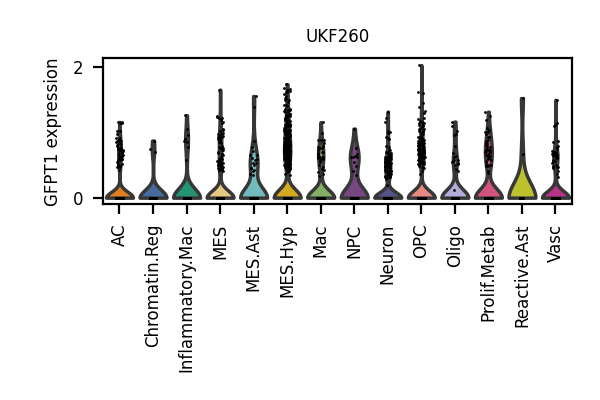 UKF260
GFPT1 expression
2
0
AC
Chromatin.Reg
Inflammatory.Mac
MES
MES.Ast
MES.Hyp
Mac
NPC
Neuron
OPC
Oligo
Prolif.Metab
Reactive.Ast
Vasc